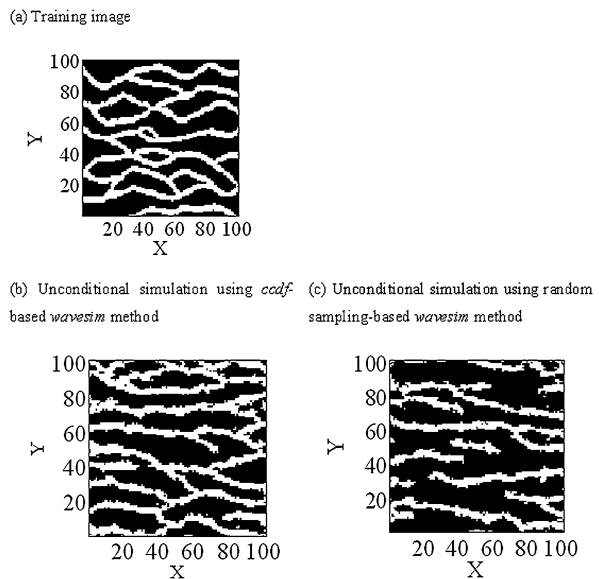 (a) Training image
100
80
60
40
20
Y
20 40 60 80 100
X
(b) Unconditional simulation using ccdf-
based wavesim method
100
80
60
40
20
Y
20 40 60 80 100
X
(c) Unconditional simulation using random
sampling-based wavesim method
100
80
60
40
20
Y
20 40 60 80 100
X